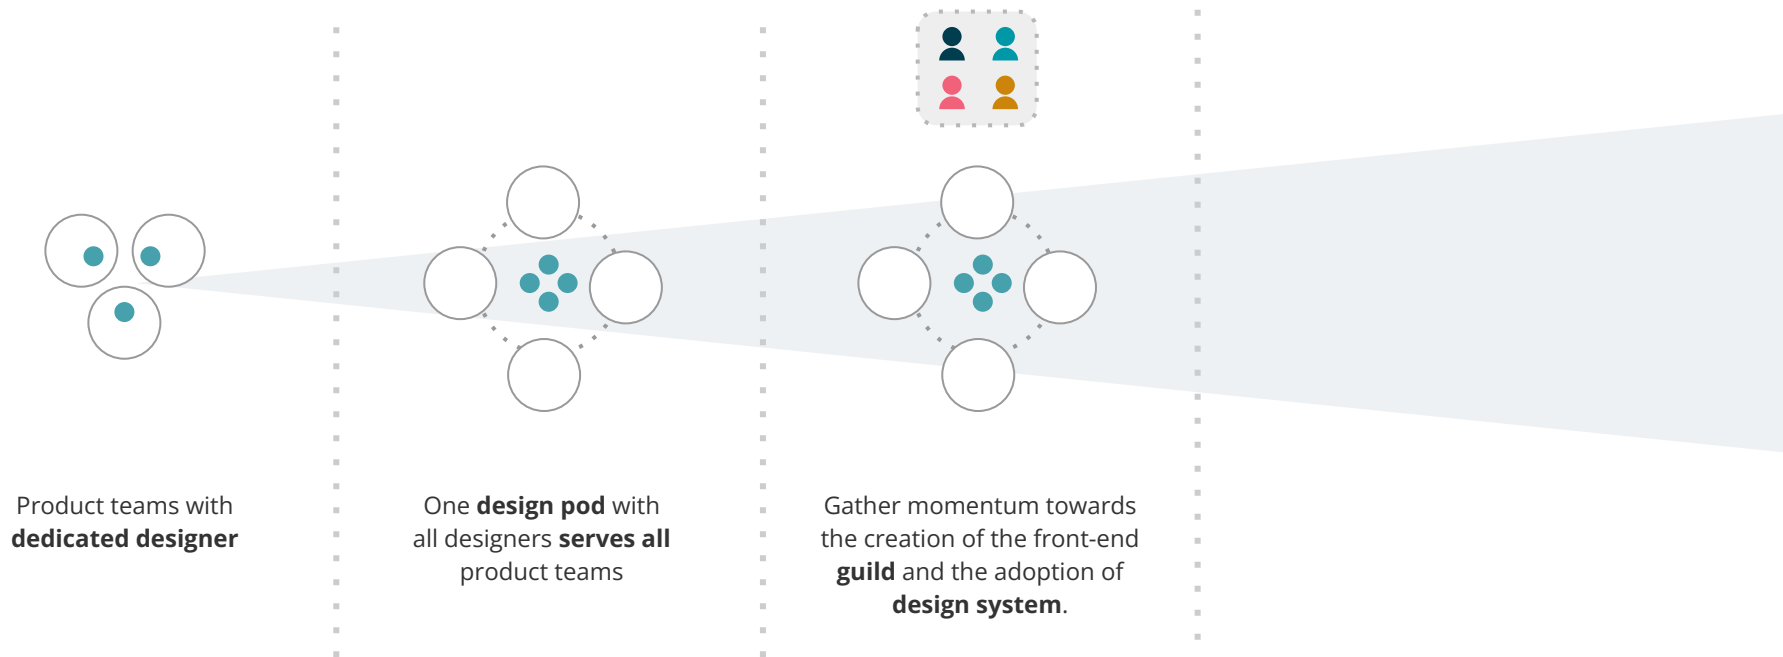 Product teams with
dedicated designer
One design pod with
all designers serves all
product teams
Gather momentum towards
the creation of the front-end
guild and the adoption of
design system.